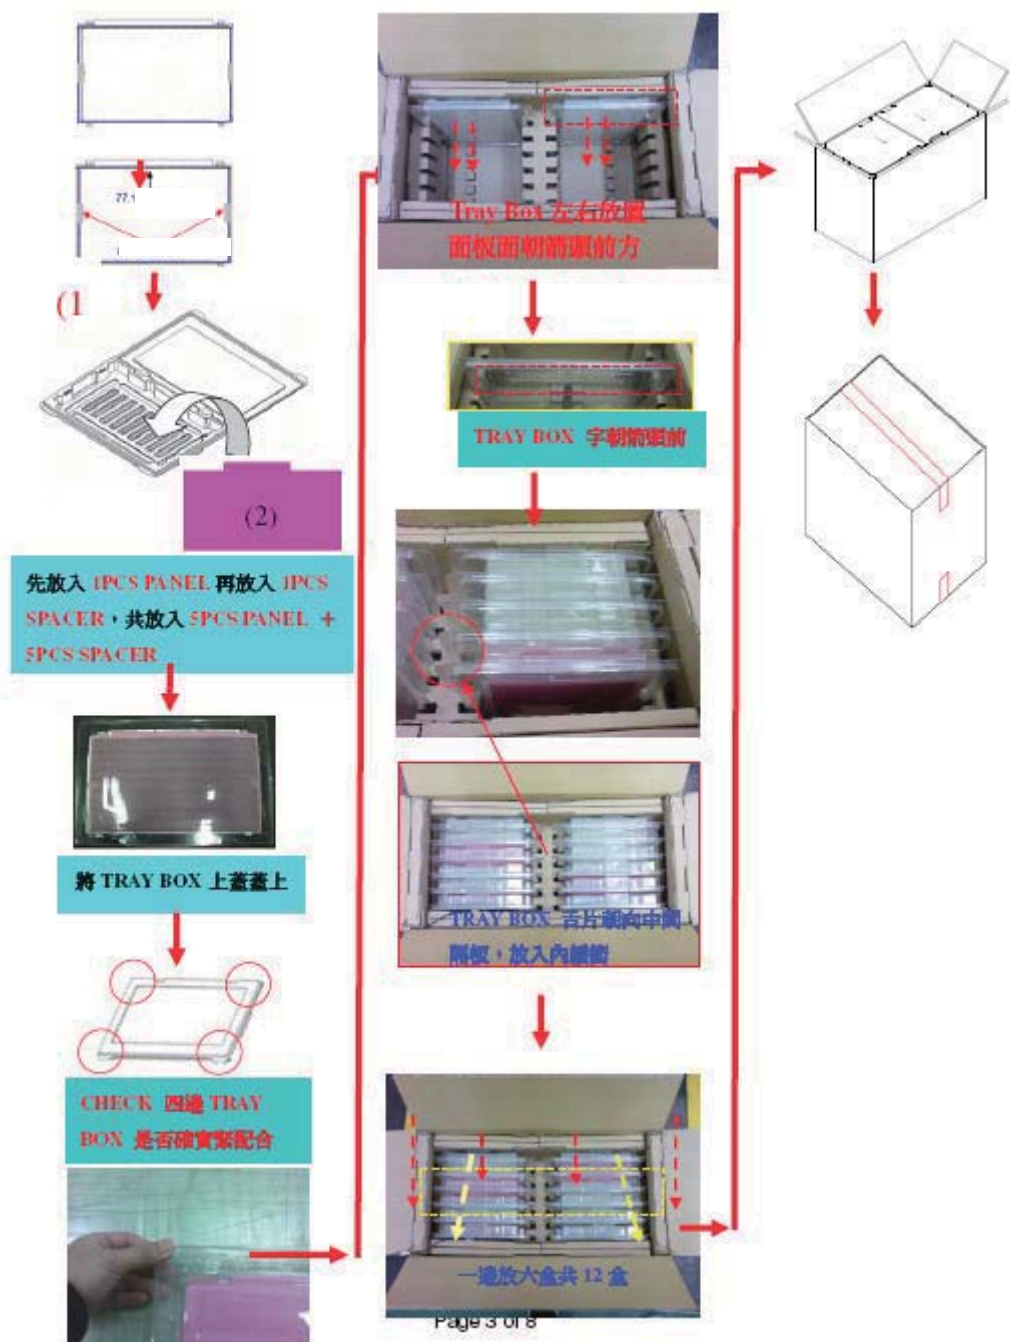 77.1
(1
(2)
先放入 1PCS PANEL 再放入 1PCS
SPACER，共放入 5PCS PANEL ＋
5PCS SPACER
將 TRAY BOX 上蓋蓋上
CHECK 四邊 TRAY
BOX 是否確實緊配合
Tray Box 左右放置
面板面朝箭頭前方
TRAY BOX 字朝箭頭前
TRAY BOX 舌片朝向中間
隔板，放入內緩衝
一邊放六盒共 12 盒
Page 3 of 8